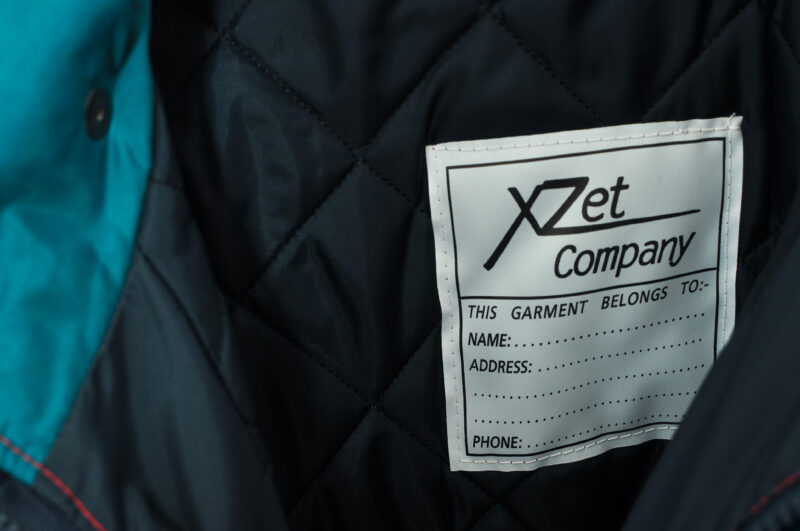 XZet
Company
THIS GARMENT BELONGS TO:-
NAME:..............................
ADDRESS:..........................
........................................
........................................
PHONE:..........................